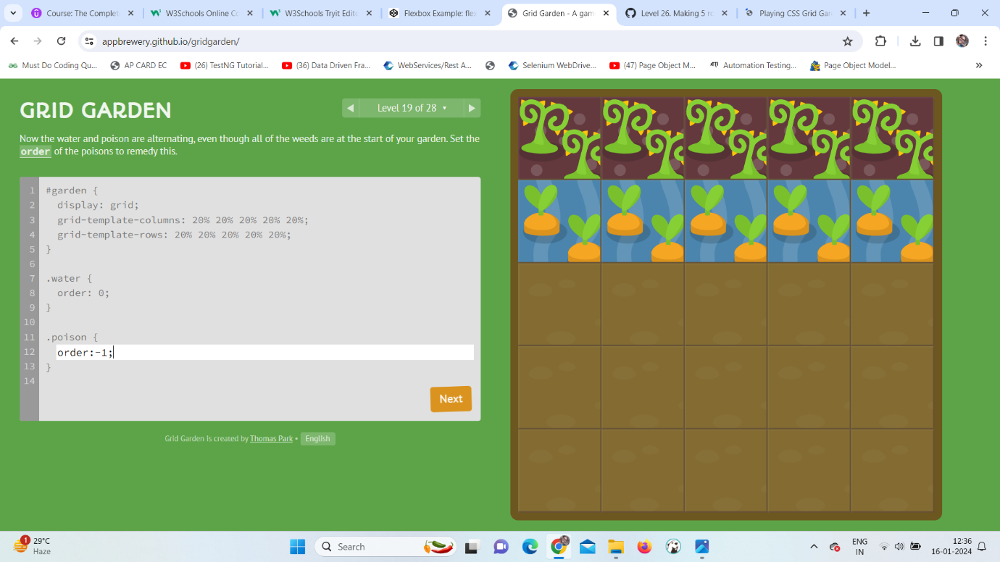 Course: The Complet
W3Schools Online Co
W3Schools Tryit Edito
Flexbox Example: flex
Grid Garden - A gam
Level 26. Making 5 ro
Playing CSS Grid Gar
appbrewery.github.io/gridgarden/
Must Do Coding Qu...
AP CARD EC
(26) TestNG Tutorial...
(36) Data Driven Fra...
WebServices/Rest A...
Selenium WebDrive...
(47) Page Object M...
Automation Testing...
Page Object Model...
GRID GARDEN
Level 19 of 28
Now the water and poison are alternating, even though all of the weeds are at the start of your garden. Set the
order of the poisons to remedy this.
1 #garden {
2 display: grid;
3 grid-template-columns: 20% 20% 20% 20% 20%;
4 grid-template-rows: 20% 20% 20% 20% 20%;
5 }
6
7 .water {
8 order: 0;
9 }
10
11 .poison {
12 order:-1;
13 }
14
Next
Grid Garden is created by Thomas Park • English
1
29°C
Haze
Search
ENG
IN
12:36
16-01-2024